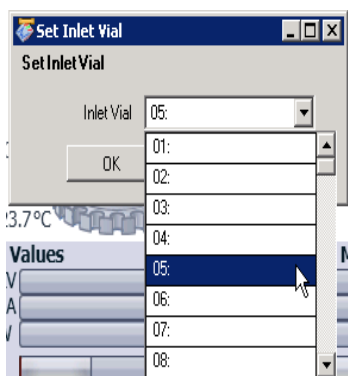 Set Inlet Vial
Set Inlet Vial
Inlet Vial 05:
OK
01:
02:
03:
04:
05:
06:
07:
08:
3.7°C
Values
V
A